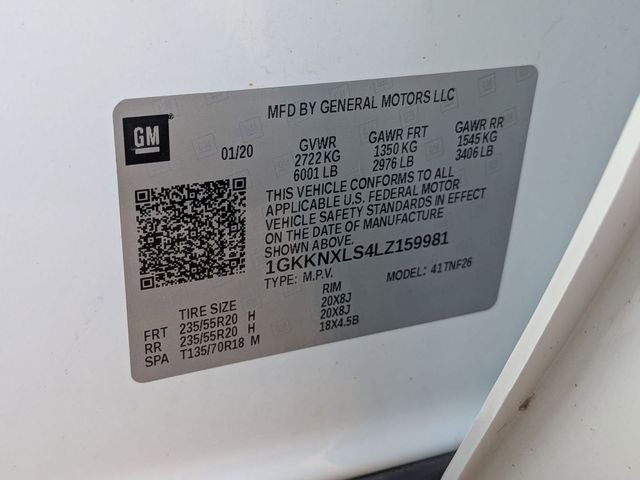 MFD BY GENERAL MOTORS LLC
GM
01/20 GVWR GAWR FRT GAWR RR
2722 KG 1350 KG 1545 KG
6001 LB 2976 LB 3406 LB
THIS VEHICLE CONFORMS TO ALL
APPLICABLE U.S. FEDERAL MOTOR
VEHICLE SAFETY STANDARDS IN EFFECT
ON THE DATE OF MANUFACTURE
SHOWN ABOVE.
1GKKNXLS4LZ159981
TYPE: M.P.V. MODEL: 41TNF26
TIRE SIZE RIM
FRT 235/55R20 H 20X8J
RR 235/55R20 H 20X8J
SPA T135/70R18 M 18X4.5B